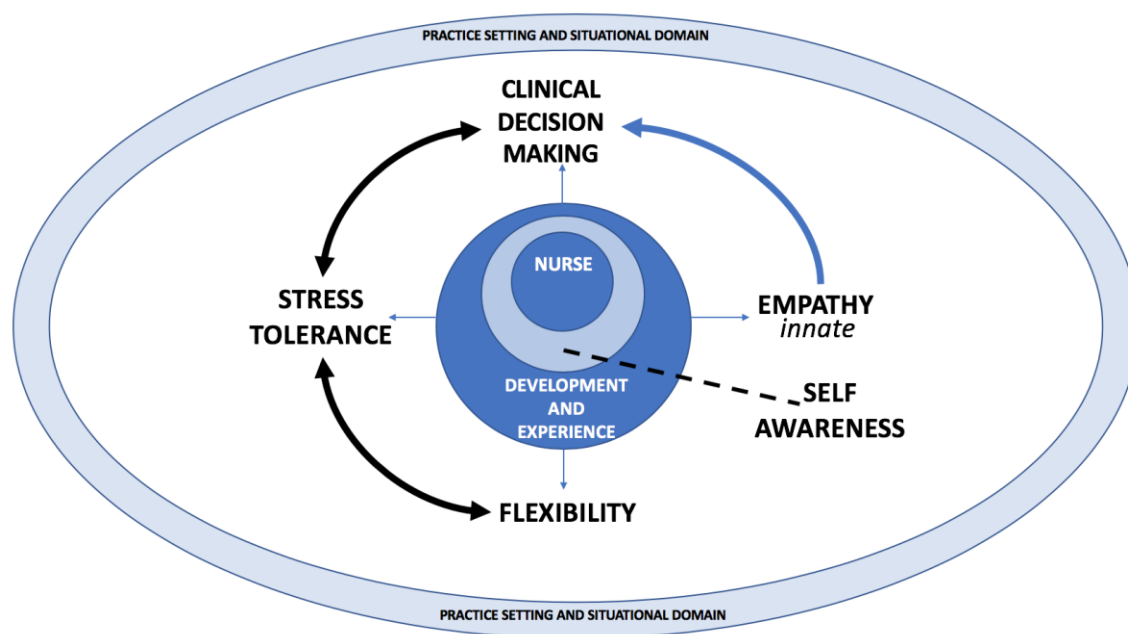 PRACTICE SETTING AND SITUATIONAL DOMAIN
CLINICAL
DECISION
MAKING
NURSE
STRESS
TOLERANCE
EMPATHY
innate
DEVELOPMENT
AND
EXPERIENCE
SELF
AWARENESS
FLEXIBILITY
PRACTICE SETTING AND SITUATIONAL DOMAIN